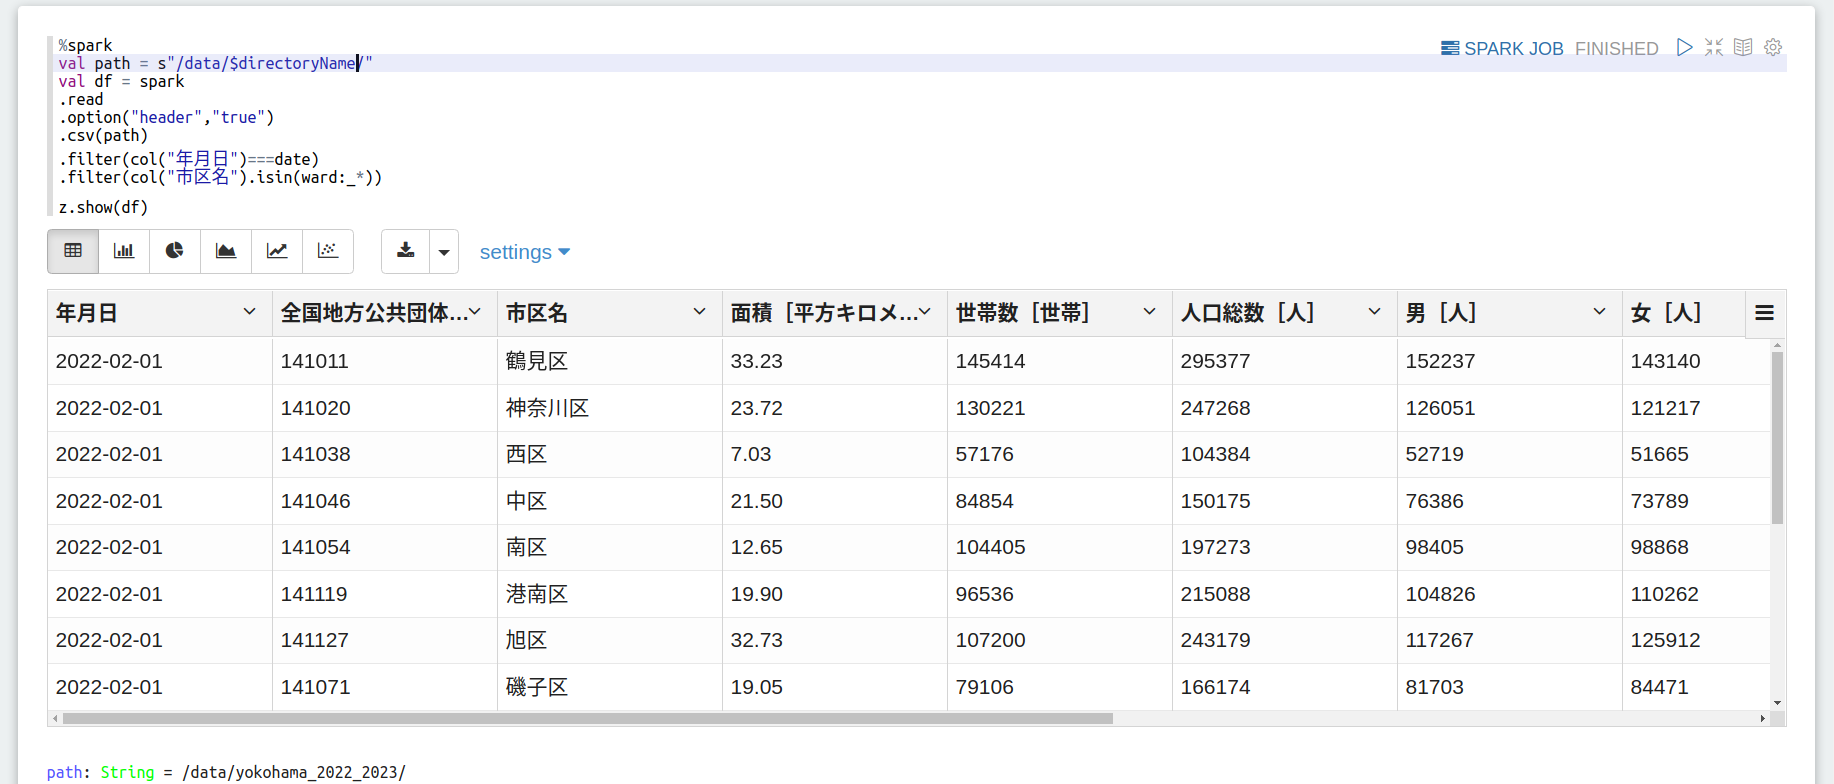 %spark
val path = s"/data/$directoryName/"
val df = spark
.read
.option("header","true")
.csv(path)
.filter(col("年月日")===date)
.filter(col("市区名").isin(ward:_*))
z.show(df)
SPARK JOB FINISHED
settings
年月日 全国地方公共団体... 市区名 面積［平方キロメ... 世帯数［世帯］ 人口総数［人］ 男［人］ 女［人］
2022-02-01 141011 鶴見区 33.23 145414 295377 152237 143140
2022-02-01 141020 神奈川区 23.72 130221 247268 126051 121217
2022-02-01 141038 西区 7.03 57176 104384 52719 51665
2022-02-01 141046 中区 21.50 84854 150175 76386 73789
2022-02-01 141054 南区 12.65 104405 197273 98405 98868
2022-02-01 141119 港南区 19.90 96536 215088 104826 110262
2022-02-01 141127 旭区 32.73 107200 243179 117267 125912
2022-02-01 141071 磯子区 19.05 79106 166174 81703 84471
path: String = /data/yokohama_2022_2023/